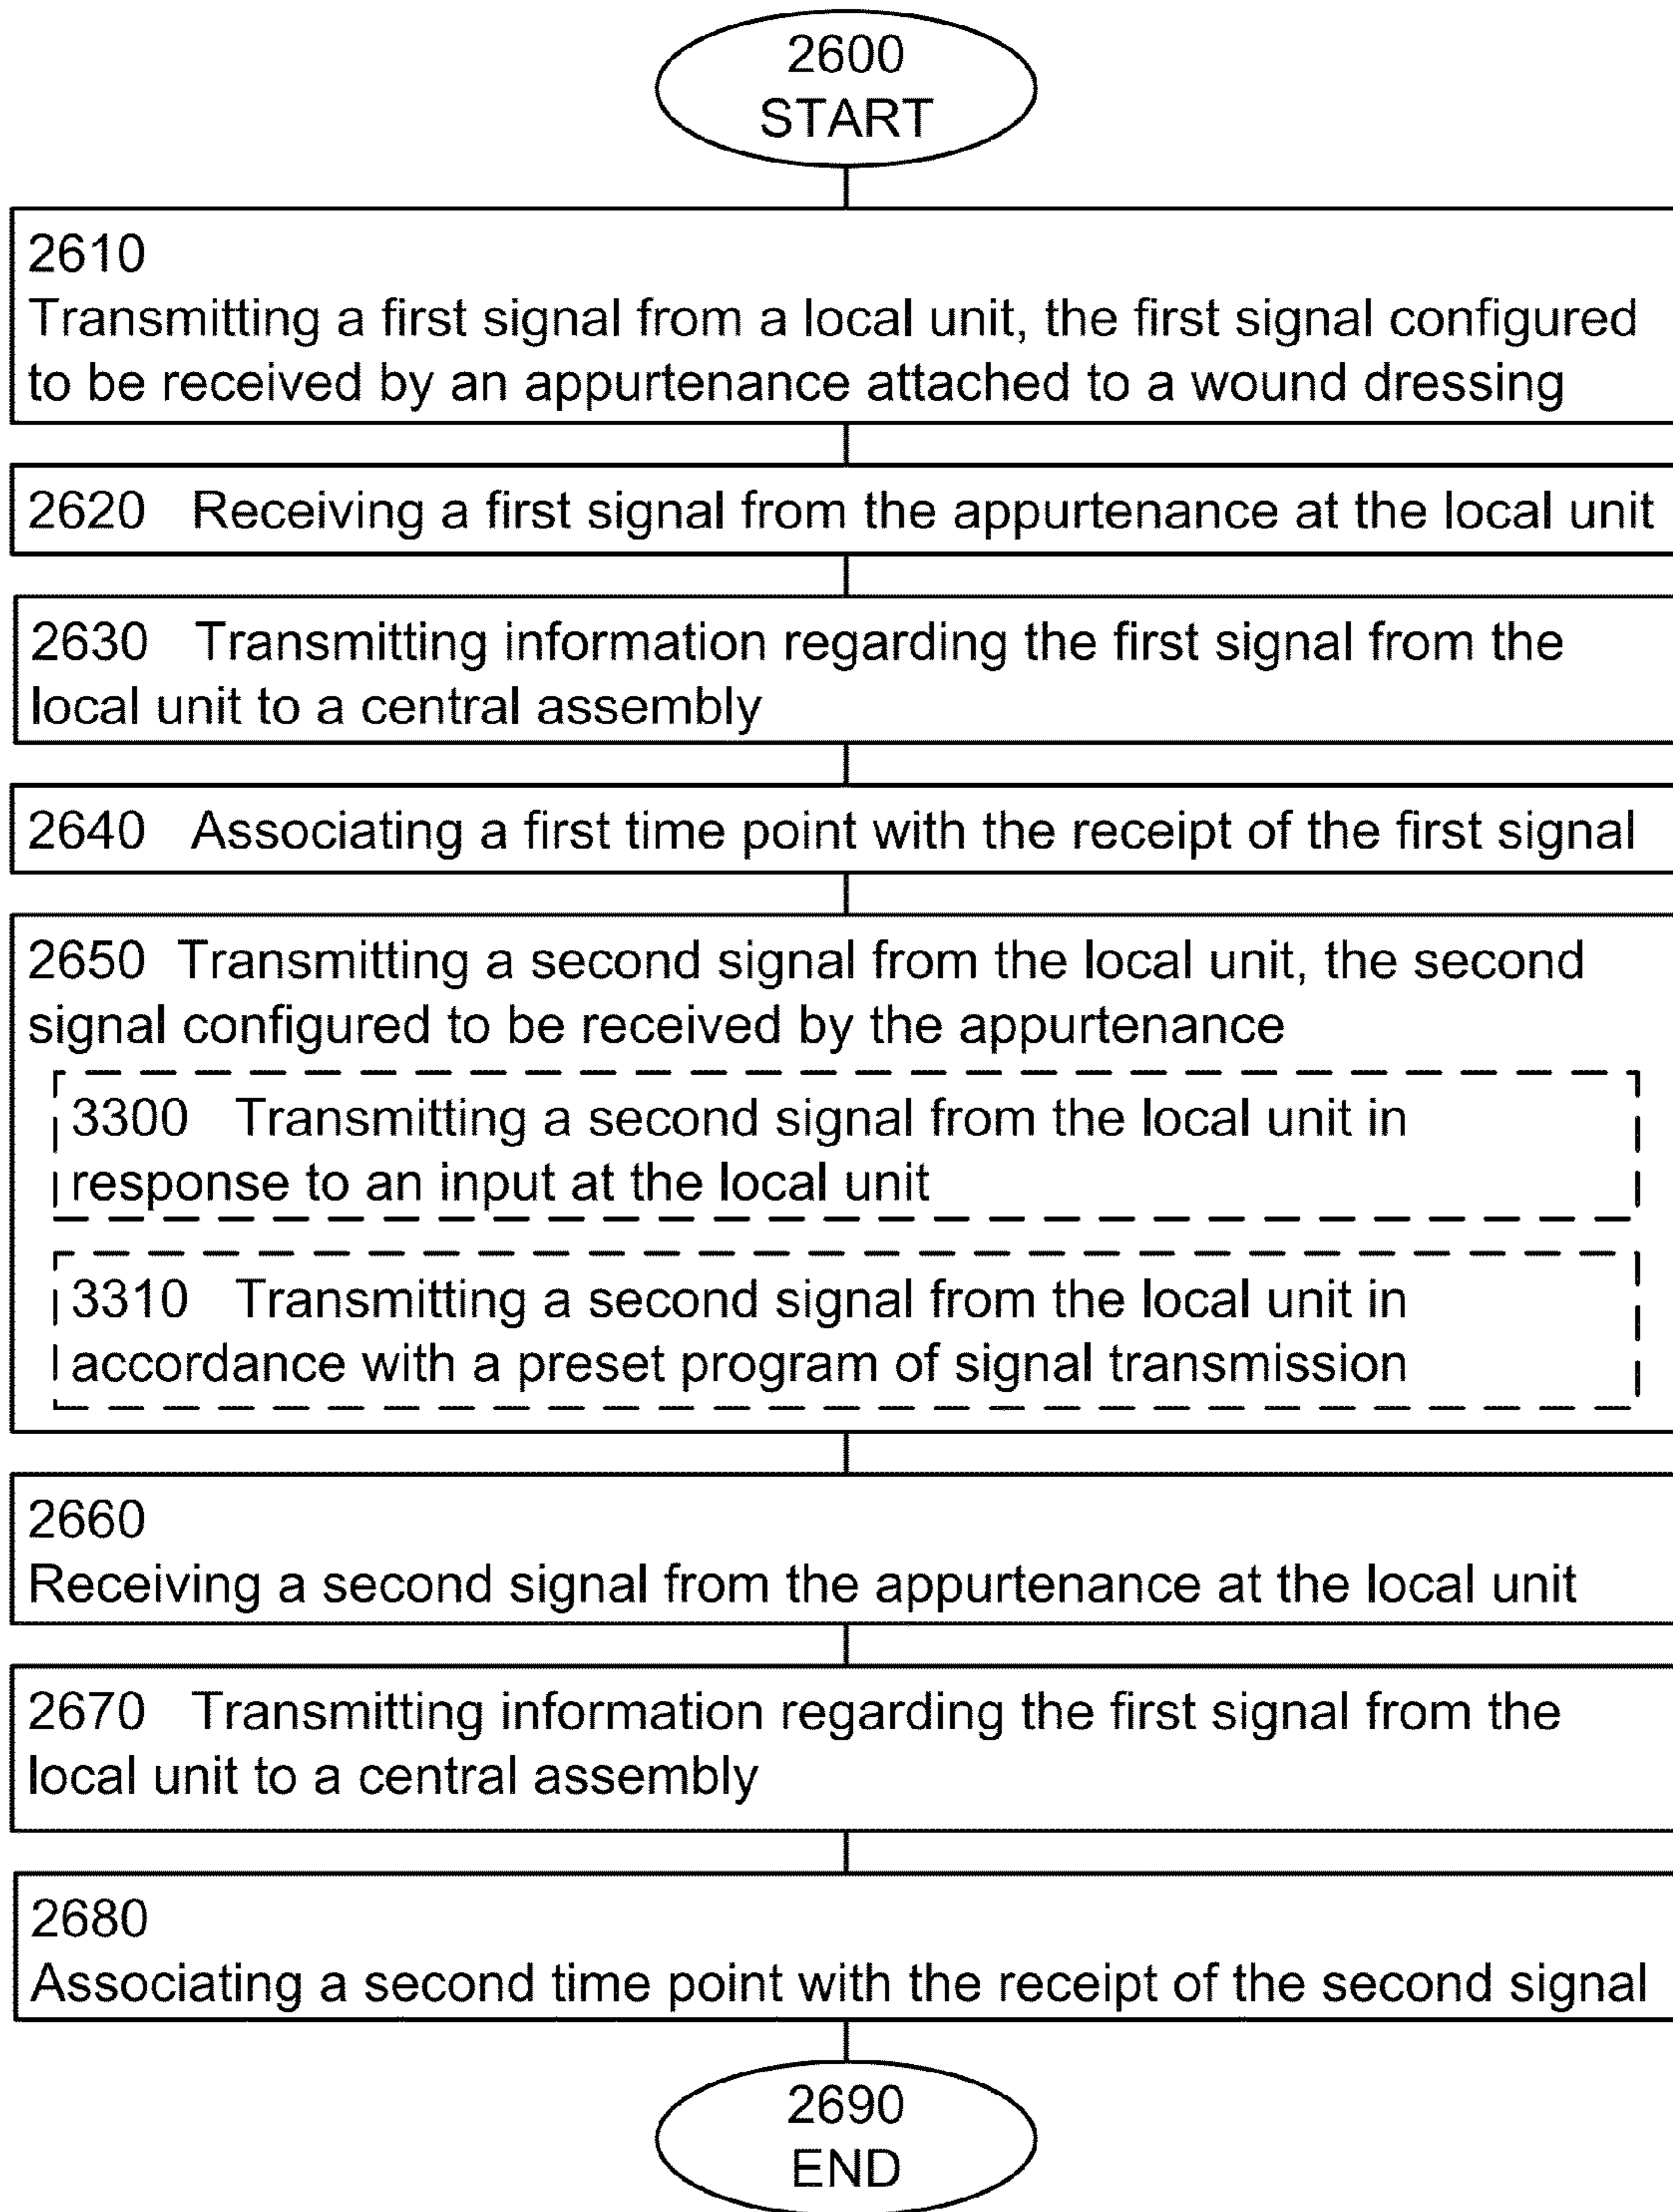 2600
START
2610
Transmitting a first signal from a local unit, the first signal configured
to be received by an appurtenance attached to a wound dressing
2620 Receiving a first signal from the appurtenance at the local unit
2630 Transmitting information regarding the first signal from the
local unit to a central assembly
2640 Associating a first time point with the receipt of the first signal
2650 Transmitting a second signal from the local unit, the second
signal configured to be received by the appurtenance
3300 Transmitting a second signal from the local unit in
response to an input at the local unit
3310 Transmitting a second signal from the local unit in
accordance with a preset program of signal transmission
2660
Receiving a second signal from the appurtenance at the local unit
2670 Transmitting information regarding the first signal from the
local unit to a central assembly
2680
Associating a second time point with the receipt of the second signal
2690
END